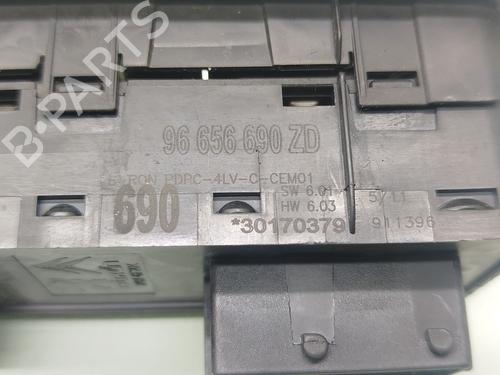 96 656 690 ZD
PDPC-4LV-C-CEM01
690
SW 6.01
HW 6.03
5/11
*30170379
911396
B-PARTS